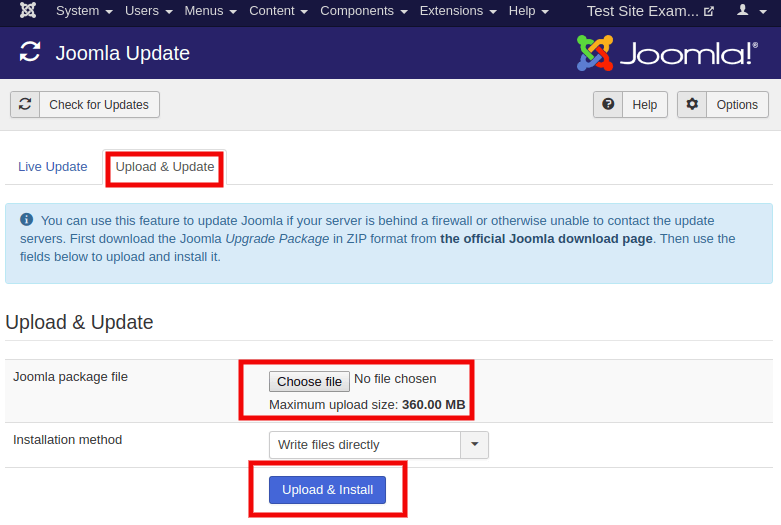 System Users Menus Content Components Extensions Help Test Site Exam...
Joomla Update Joomla!®
Check for Updates Help Options
Live Update Upload & Update
You can use this feature to update Joomla if your server is behind a firewall or otherwise unable to contact the update
servers. First download the Joomla Upgrade Package in ZIP format from the official Joomla download page. Then use the
fields below to upload and install it.
Upload & Update
Joomla package file Choose file No file chosen
Maximum upload size: 360.00 MB
Installation method Write files directly
Upload & Install